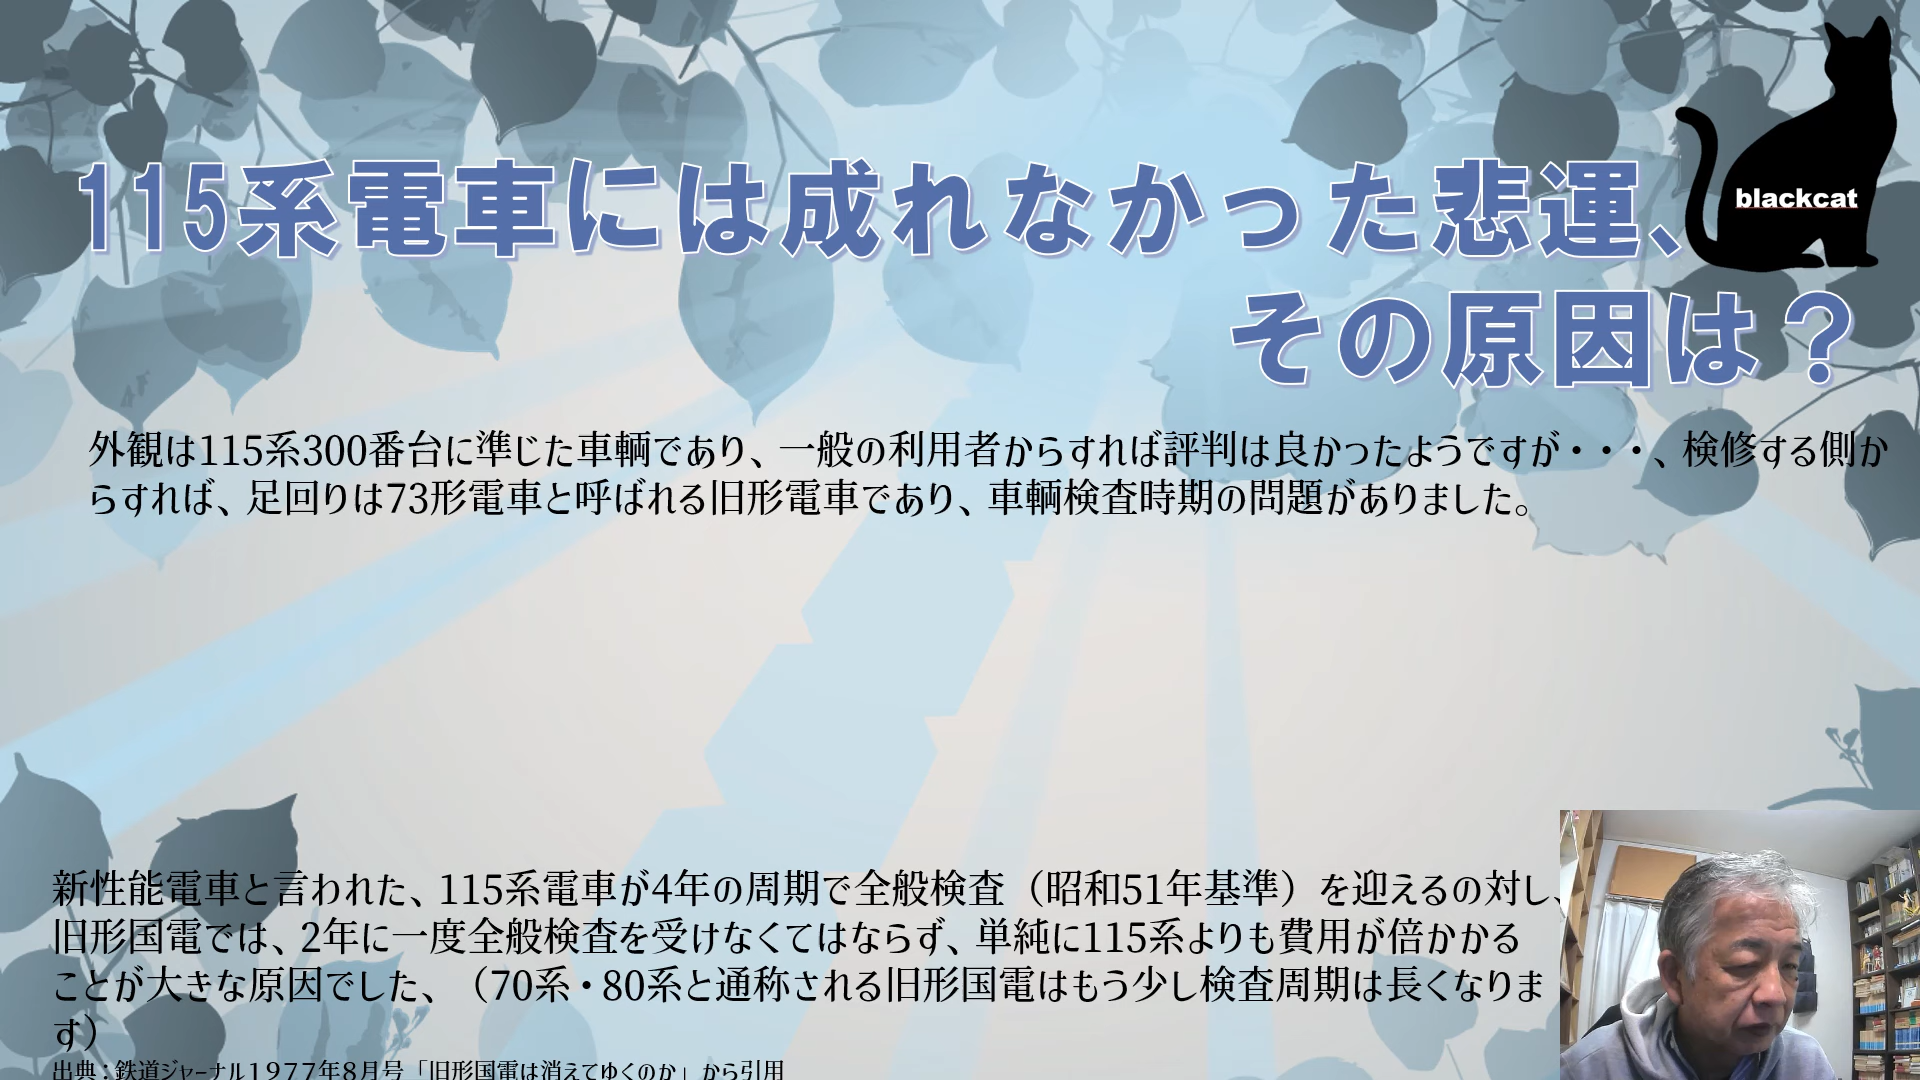 115系電車には成れなかった悲運、
blackcat
その原因は？
外観は115系300番台に準じた車輌であり、一般の利用者からすれば評判は良かったようですが・・・、検修する側か
らすれば、足回りは73形電車と呼ばれる旧形電車であり、車輌検査時期の問題がありました。
新性能電車と言われた、115系電車が4年の周期で全般検査（昭和51年基準）を迎えるの対し、
旧形国電では、2年に一度全般検査を受けなくてはならず、単純に115系よりも費用が倍かかる
ことが大きな原因でした、（70系・80系と通称される旧形国電はもう少し検査周期は長くなりま
す）
出典：鉄道ジャーナル１９７７年８月号「旧形国電は消えてゆくのか」から引用